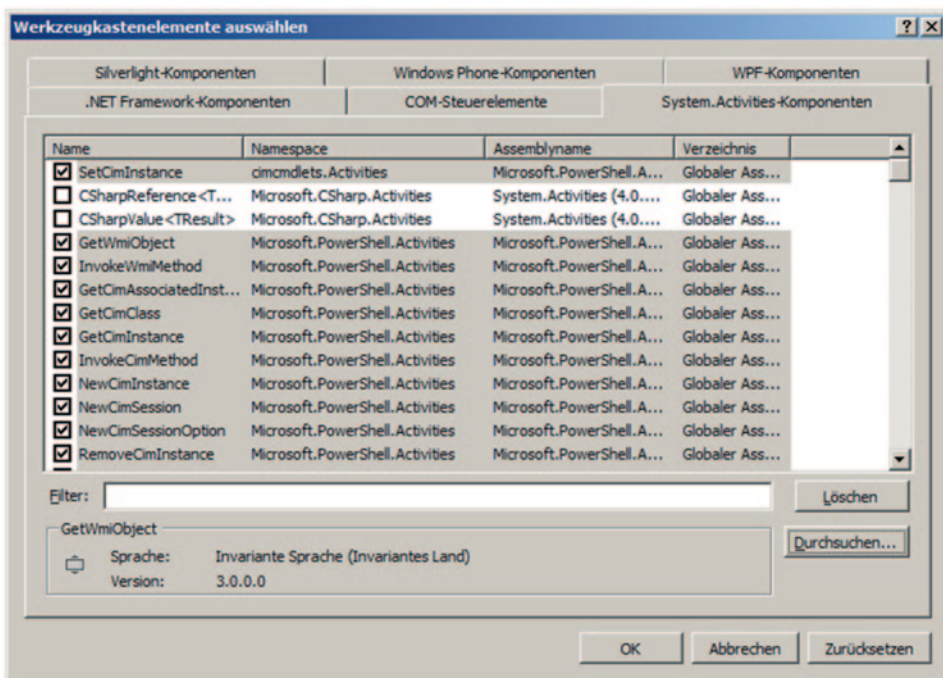 Werkzeugkastenelemente auswählen
Silverlight-Komponenten Windows Phone-Komponenten WPF-Komponenten
.NET Framework-Komponenten COM-Steuerelemente System.Activities-Komponenten
Name Namespace Assemblyname Verzeichnis
SetCimInstance cimcmdlets.Activities Microsoft.PowerShell.A... Globaler Ass...
CSharpReference<T... Microsoft.CSharp.Activities System.Activities (4.0.... Globaler Ass...
CSharpValue<TResult> Microsoft.CSharp.Activities System.Activities (4.0.... Globaler Ass...
GetWmiObject Microsoft.PowerShell.Activities Microsoft.PowerShell.A... Globaler Ass...
InvokeWmiMethod Microsoft.PowerShell.Activities Microsoft.PowerShell.A... Globaler Ass...
GetCimAssociatedInst... Microsoft.PowerShell.Activities Microsoft.PowerShell.A... Globaler Ass...
GetCimClass Microsoft.PowerShell.Activities Microsoft.PowerShell.A... Globaler Ass...
GetCimInstance Microsoft.PowerShell.Activities Microsoft.PowerShell.A... Globaler Ass...
InvokeCimMethod Microsoft.PowerShell.Activities Microsoft.PowerShell.A... Globaler Ass...
NewCimInstance Microsoft.PowerShell.Activities Microsoft.PowerShell.A... Globaler Ass...
NewCimSession Microsoft.PowerShell.Activities Microsoft.PowerShell.A... Globaler Ass...
NewCimSessionOption Microsoft.PowerShell.Activities Microsoft.PowerShell.A... Globaler Ass...
RemoveCimInstance Microsoft.PowerShell.Activities Microsoft.PowerShell.A... Globaler Ass...
Filter: Löschen
GetWmiObject
Durchsuchen...
Sprache: Invariante Sprache (Invariantes Land)
Version: 3.0.0.0
OK Abbrechen Zurücksetzen